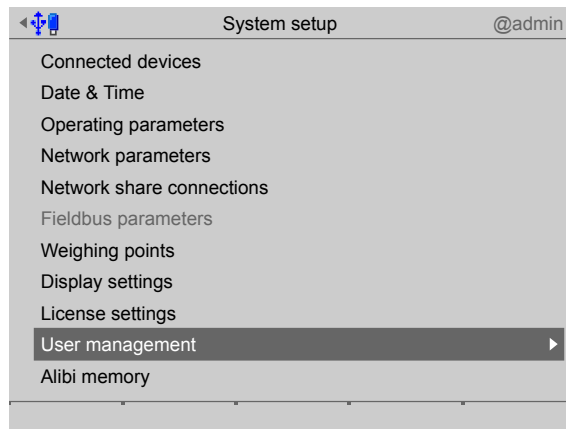 System setup @admin
Connected devices
Date & Time
Operating parameters
Network parameters
Network share connections
Fieldbus parameters
Weighing points
Display settings
License settings
User management
Alibi memory